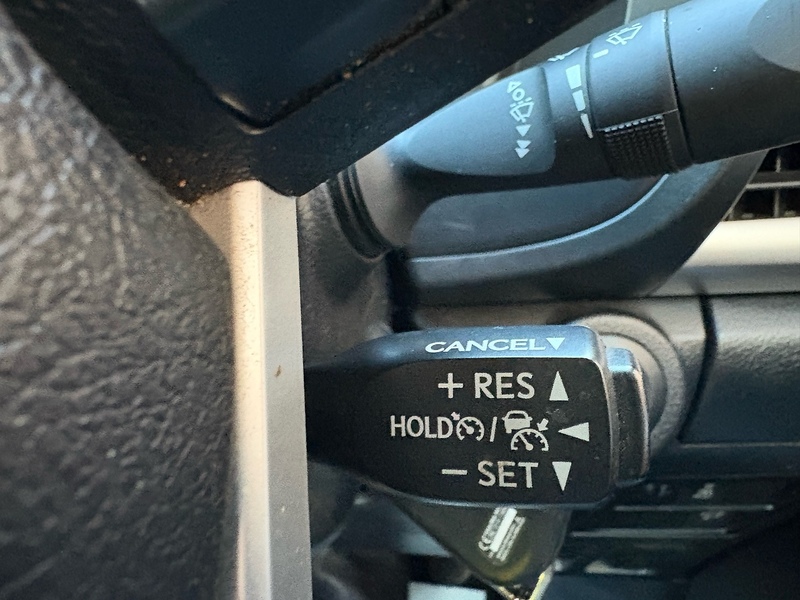 CANCEL▼
+ RES ▲
HOLD / ◀
− SET ▼